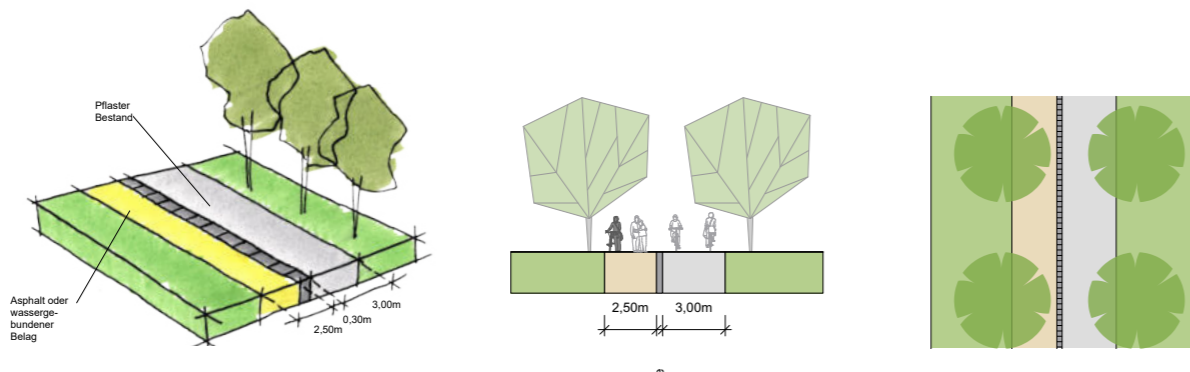 Pflaster
Bestand
Asphalt oder
wasserge-
bundener
Belag
2,50m
0,30m
3,00m
2,50m
3,00m